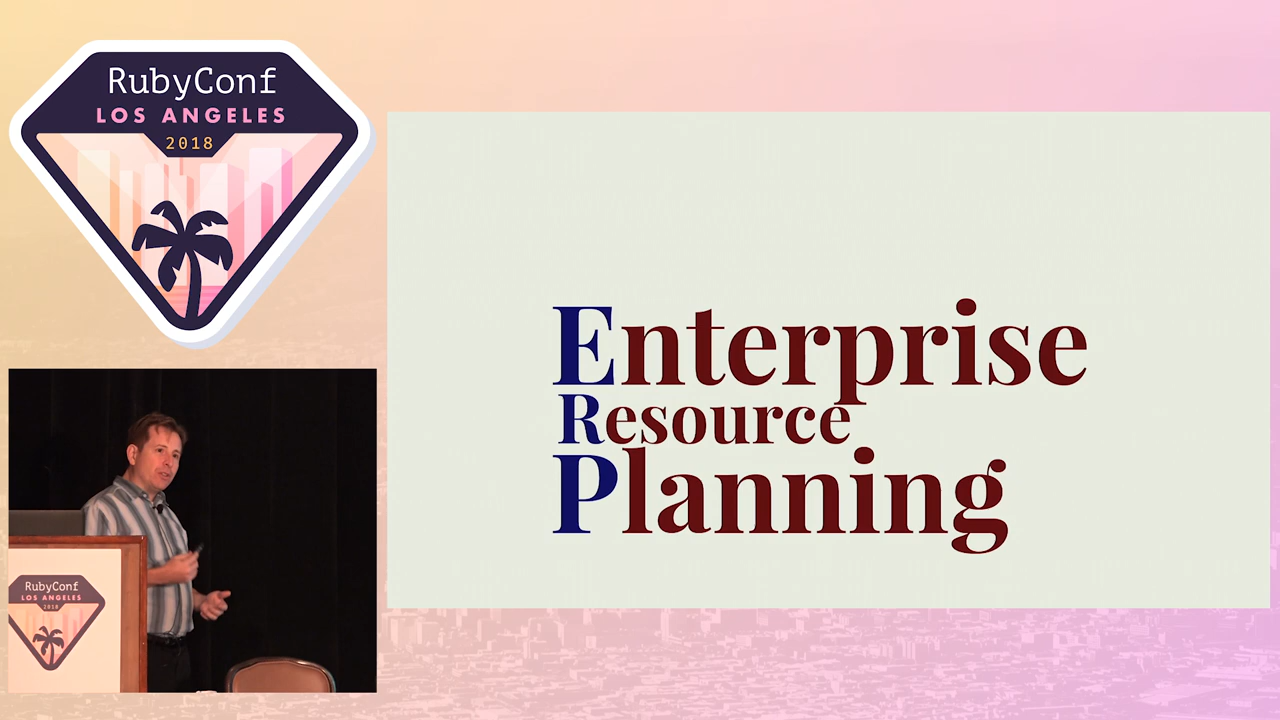 RubyConf
LOS ANGELES
2018
Enterprise
Resource
Planning
RubyConf
LOS ANGELES
2018